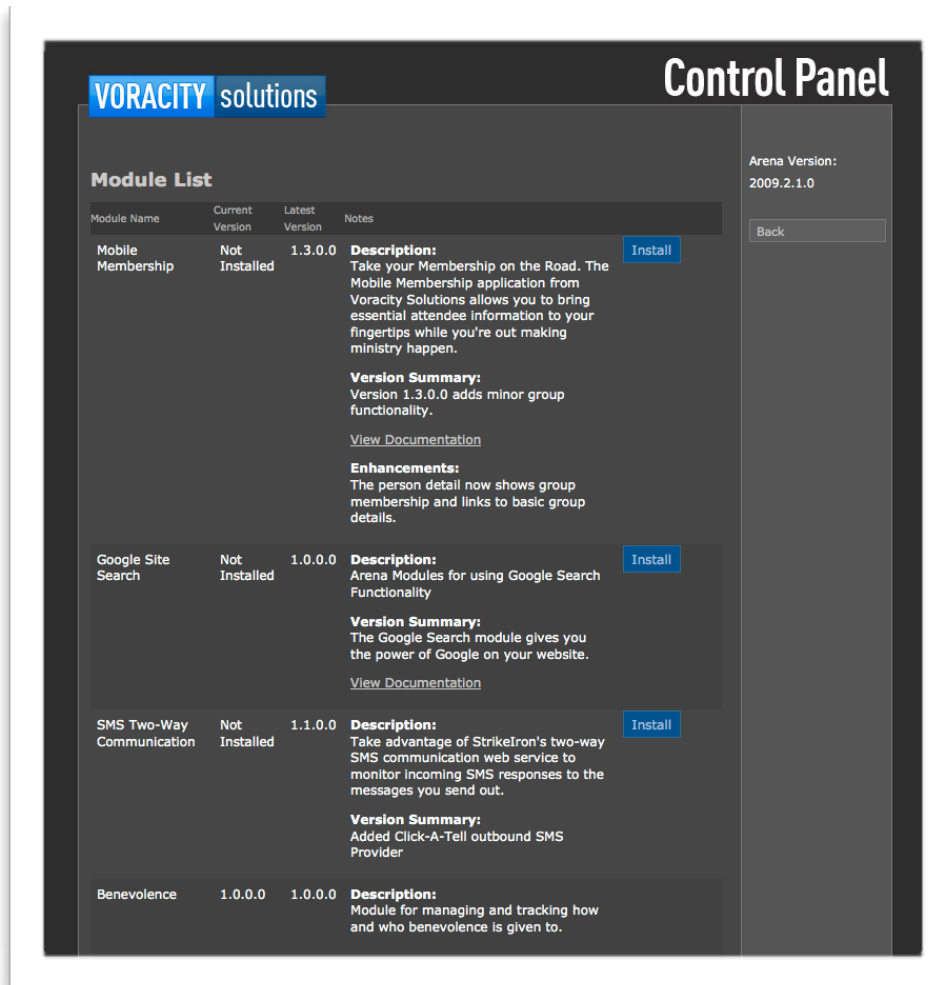 VORACITY solutions
Control Panel
Arena Version:
2009.2.1.0
Back
Module List
Module Name Current Version Latest Version Notes
Mobile Membership Not Installed 1.3.0.0 Description: Install
Take your Membership on the Road. The
Mobile Membership application from
Voracity Solutions allows you to bring
essential attendee information to your
fingertips while you're out making
ministry happen.
Version Summary:
Version 1.3.0.0 adds minor group
functionality.
View Documentation
Enhancements:
The person detail now shows group
membership and links to basic group
details.
Google Site Search Not Installed 1.0.0.0 Description: Install
Arena Modules for using Google Search
Functionality
Version Summary:
The Google Search module gives you
the power of Google on your website.
View Documentation
SMS Two-Way Communication Not Installed 1.1.0.0 Description: Install
Take advantage of StrikeIron's two-way
SMS communication web service to
monitor incoming SMS responses to the
messages you send out.
Version Summary:
Added Click-A-Tell outbound SMS
Provider
Benevolence 1.0.0.0 1.0.0.0 Description:
Module for managing and tracking how
and who benevolence is given to.